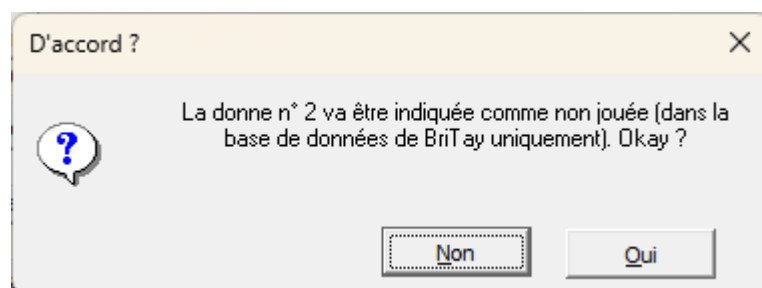 D'accord ?
La donne n° 2 va être indiquée comme non jouée (dans la
base de données de BriTay uniquement). Okay ?
Non
Oui